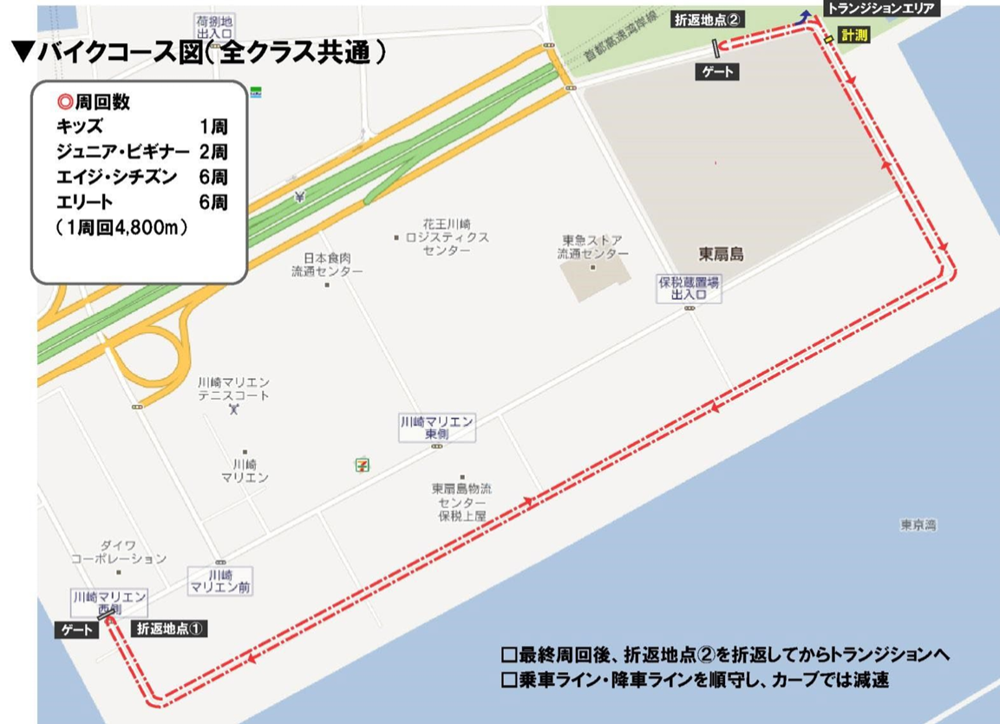 ▼バイクコース図(全クラス共通)
◎周回数
キッズ 1周
ジュニア・ビギナー 2周
エイジ・シチズン 6周
エリート 6周
(1周回4,800m)
荷捌地
出入口
首都高速湾岸線
折返地点②
ゲート
トランジションエリア
計測
花王川崎
ロジスティクス
センター
日本食肉
流通センター
東急ストア
流通センター
東扇島
保税蔵置場
出入口
川崎マリエン
テニスコート
川崎
マリエン
川崎マリエン
東側
東扇島物流
センター
保税上屋
東京湾
ダイワ
コーポレーション
川崎
マリエン前
川崎マリエン
西側
ゲート
折返地点①
□最終周回後、折返地点②を折返してからトランジションへ
□乗車ライン・降車ラインを順守し、カーブでは減速